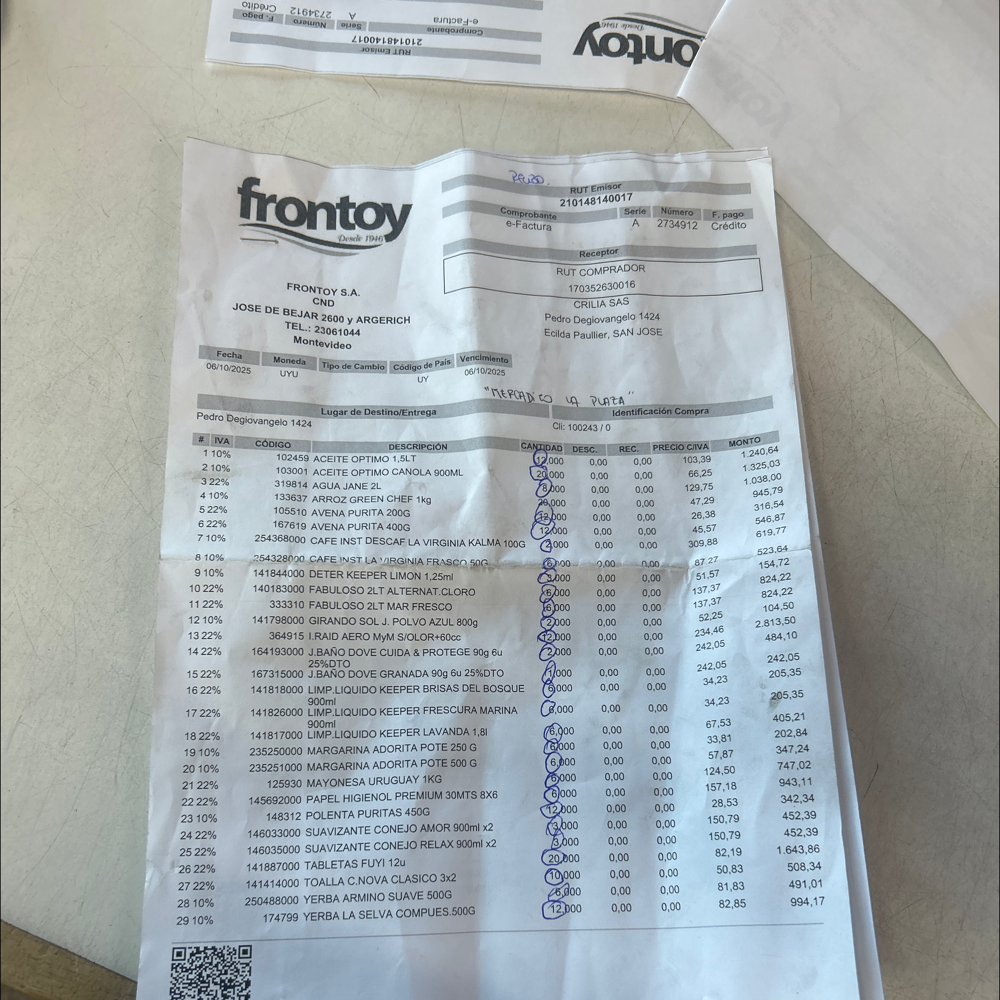 RUT Emisor
210148140017
Comprobante Serie Número F. pago
e-Factura A 2734912 Crédito
frontoy
Desde 1946
frontoy
Desde 1946
RUT Emisor
210148140017
Comprobante Serie Número F. pago
e-Factura A 2734912 Crédito
Receptor
RUT COMPRADOR
170352630016
CRILIA SAS
Pedro Degiovangelo 1424
Ecilda Paullier, SAN JOSE
FRONTOY S.A.
CND
JOSE DE BEJAR 2600 y ARGERICH
TEL.: 23061044
Montevideo
Fecha Moneda Tipo de Cambio Código de País Vencimiento
06/10/2025 UYU UY 06/10/2025
"MERCADICO LA PLAZA"
Lugar de Destino/Entrega Identificación Compra
Pedro Degiovangelo 1424 Cli: 100243 / 0
# IVA CÓDIGO DESCRIPCIÓN CANTIDAD DESC. REC. PRECIO C/IVA MONTO
1 10% 102459 ACEITE OPTIMO 1,5LT 12,000 0,00 0,00 103,39 1.240,64
2 10% 103001 ACEITE OPTIMO CANOLA 900ML 20,000 0,00 0,00 66,25 1.325,03
3 22% 319814 AGUA JANE 2L 8,000 0,00 0,00 129,75 1.038,00
4 10% 133637 ARROZ GREEN CHEF 1kg 20,000 0,00 0,00 47,29 945,79
5 22% 105510 AVENA PURITA 200G 12,000 0,00 0,00 26,38 316,54
6 22% 167619 AVENA PURITA 400G 12,000 0,00 0,00 45,57 546,87
7 10% 254368000 CAFE INST DESCAF LA VIRGINIA KALMA 100G 2,000 0,00 0,00 309,88 619,77
8 10% 254328000 CAFE INST LA VIRGINIA FRASCO 50G 6,000 0,00 0,00 87,27 523,64
9 10% 141844000 DETER KEEPER LIMON 1,25ml 3,000 0,00 0,00 51,57 154,72
10 22% 140183000 FABULOSO 2LT ALTERNAT.CLORO 6,000 0,00 0,00 137,37 824,22
11 22% 333310 FABULOSO 2LT MAR FRESCO 6,000 0,00 0,00 137,37 824,22
12 10% 141798000 GIRANDO SOL J. POLVO AZUL 800g 2,000 0,00 0,00 52,25 104,50
13 22% 364915 I.RAID AERO MyM S/OLOR+60cc 12,000 0,00 0,00 234,46 2.813,50
14 22% 164193000 J.BAÑO DOVE CUIDA & PROTEGE 90g 6u 2,000 0,00 0,00 242,05 484,10
25%DTO
15 22% 167315000 J.BAÑO DOVE GRANADA 90g 6u 25%DTO 1,000 0,00 0,00 242,05 242,05
16 22% 141818000 LIMP.LIQUIDO KEEPER BRISAS DEL BOSQUE 6,000 0,00 0,00 34,23 205,35
900ml
17 22% 141826000 LIMP.LIQUIDO KEEPER FRESCURA MARINA 6,000 0,00 0,00 34,23 205,35
900ml
18 22% 141817000 LIMP.LIQUIDO KEEPER LAVANDA 1,8l 6,000 0,00 0,00 67,53 405,21
19 10% 235250000 MARGARINA ADORITA POTE 250 G 6,000 0,00 0,00 33,81 202,84
20 10% 235251000 MARGARINA ADORITA POTE 500 G 6,000 0,00 0,00 57,87 347,24
21 22% 125930 MAYONESA URUGUAY 1KG 6,000 0,00 0,00 124,50 747,02
22 22% 145692000 PAPEL HIGIENOL PREMIUM 30MTS 8X6 6,000 0,00 0,00 157,18 943,11
23 10% 148312 POLENTA PURITAS 450G 12,000 0,00 0,00 28,53 342,34
24 22% 146033000 SUAVIZANTE CONEJO AMOR 900ml x2 3,000 0,00 0,00 150,79 452,39
25 22% 146035000 SUAVIZANTE CONEJO RELAX 900ml x2 3,000 0,00 0,00 150,79 452,39
26 22% 141887000 TABLETAS FUYI 12u 20,000 0,00 0,00 82,19 1.643,86
27 22% 141414000 TOALLA C.NOVA CLASICO 3x2 10,000 0,00 0,00 50,83 508,34
28 10% 250488000 YERBA ARMINO SUAVE 500G 6,000 0,00 0,00 81,83 491,01
29 10% 174799 YERBA LA SELVA COMPUES.500G 12,000 0,00 0,00 82,85 994,17